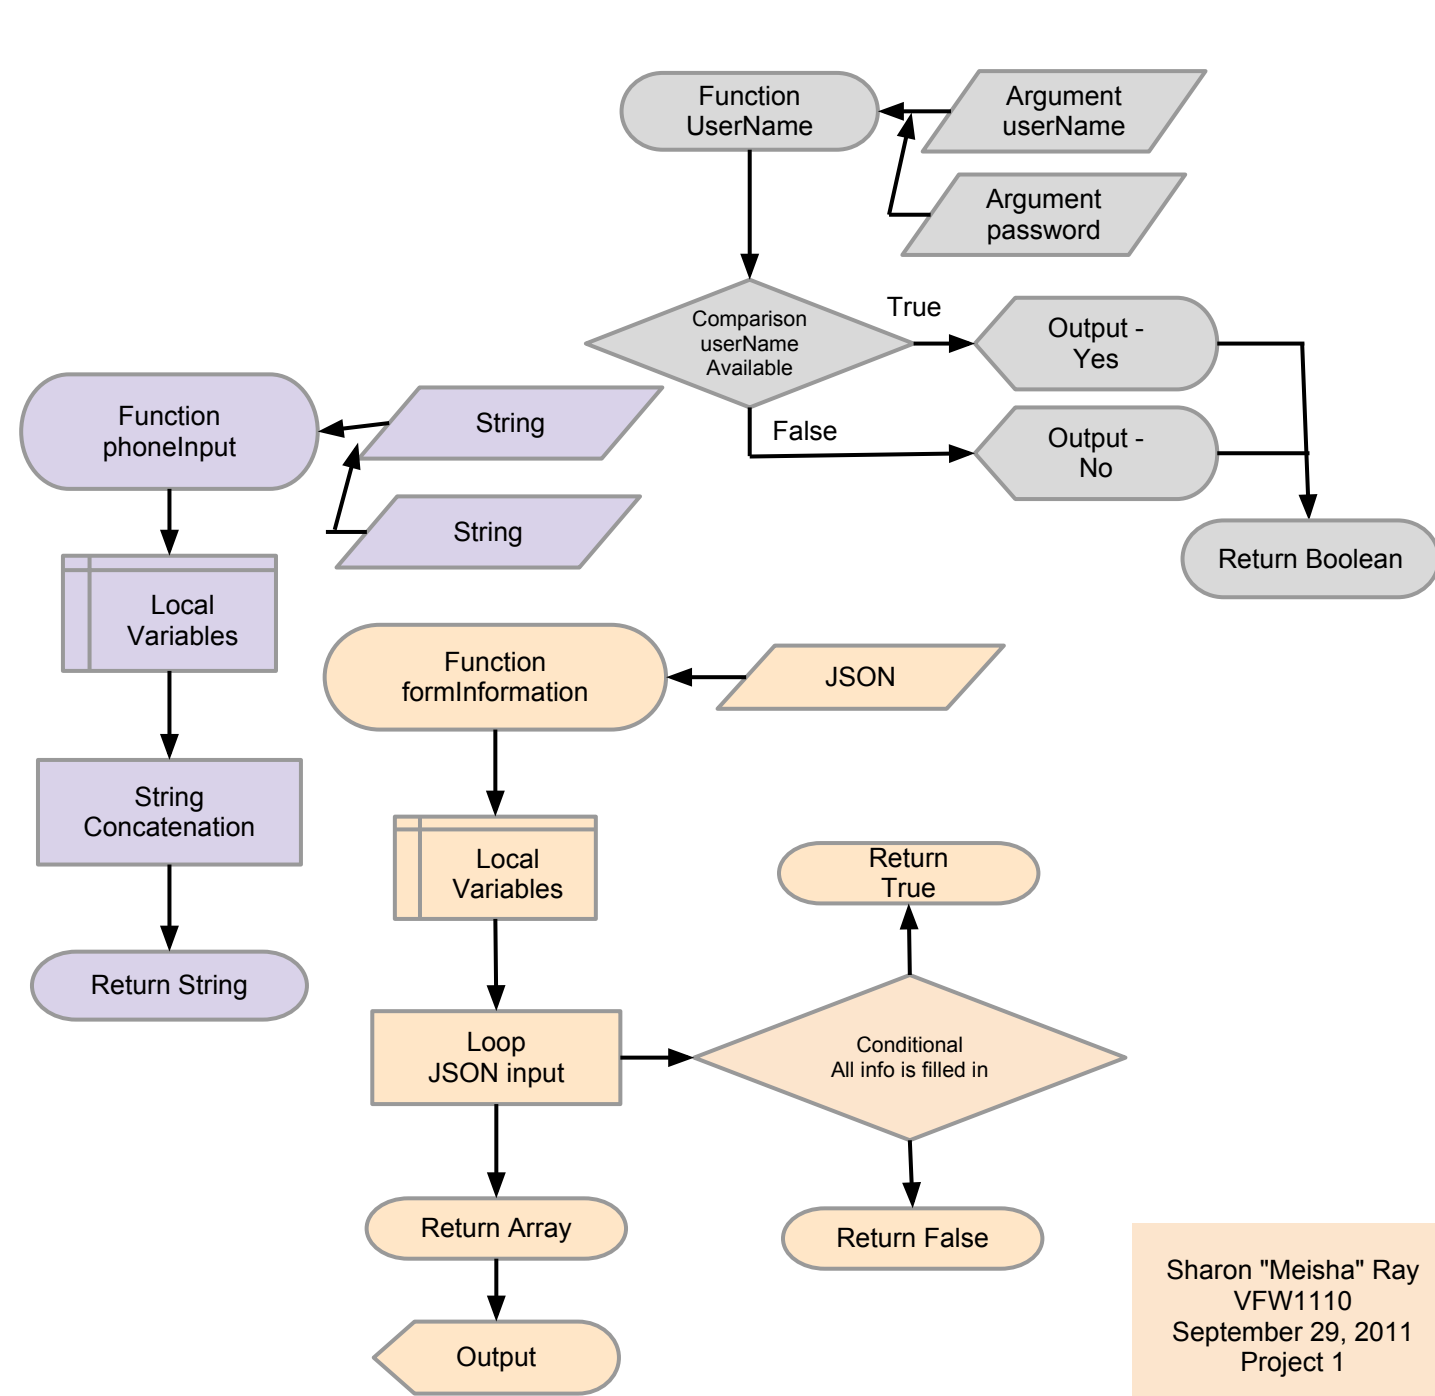 Function
UserName
Argument
userName
Argument
password
Comparison
userName
Available
True
Output -
Yes
False
Output -
No
Return Boolean
Function
phoneInput
String
String
Local
Variables
String
Concatenation
Return String
Function
formInformation
JSON
Local
Variables
Loop
JSON input
Return
True
Conditional
All info is filled in
Return False
Return Array
Output
Sharon "Meisha" Ray
VFW1110
September 29, 2011
Project 1